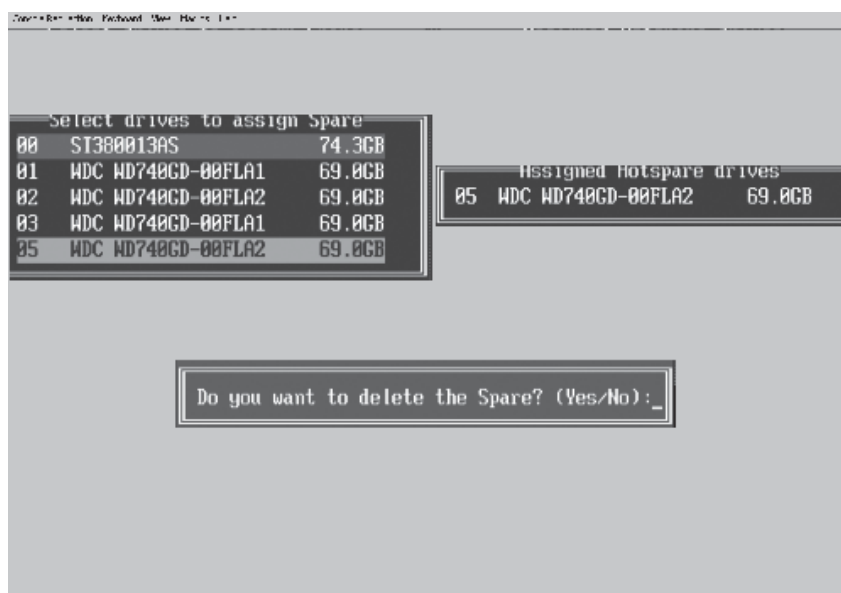 Keyboard View
Select drives to assign Spare
00 ST380013AS 74.3GB
01 WDC WD740GD-00FLA1 69.0GB
02 WDC WD740GD-00FLA2 69.0GB
03 WDC WD740GD-00FLA1 69.0GB
05 WDC WD740GD-00FLA2 69.0GB
Assigned Hotspare drives
05 WDC WD740GD-00FLA2 69.0GB
Do you want to delete the Spare? (Yes/No):_